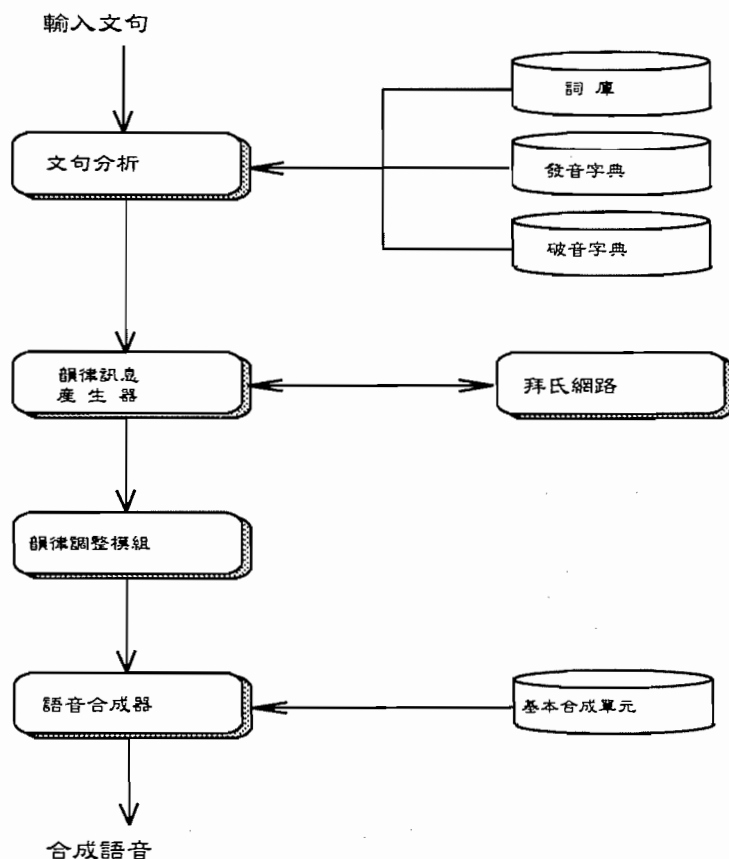 輸入文句
詞庫
文句分析
發音字典
破音字典
韻律訊息
產生器
拜氏網路
韻律調整模組
語音合成器
基本合成單元
合成語音